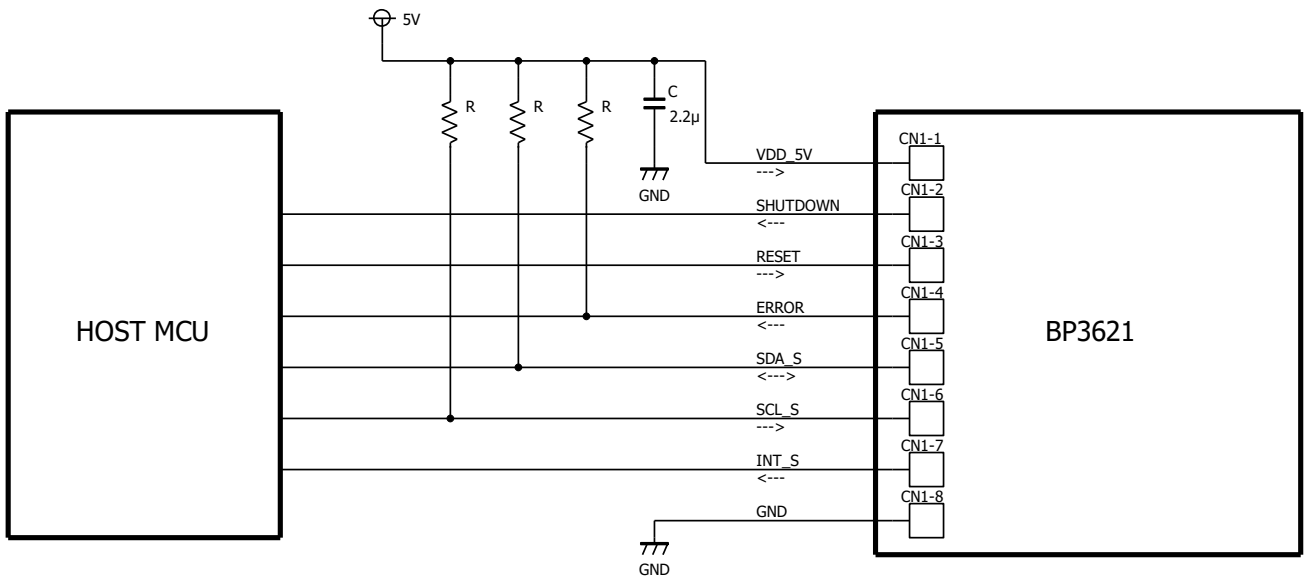 5V
R
R
R
C
2.2µ
GND
HOST MCU
BP3621
CN1-1
VDD_5V
--->
CN1-2
SHUTDOWN
<---
CN1-3
RESET
--->
CN1-4
ERROR
<---
CN1-5
SDA_S
<--->
CN1-6
SCL_S
--->
CN1-7
INT_S
<---
CN1-8
GND
GND